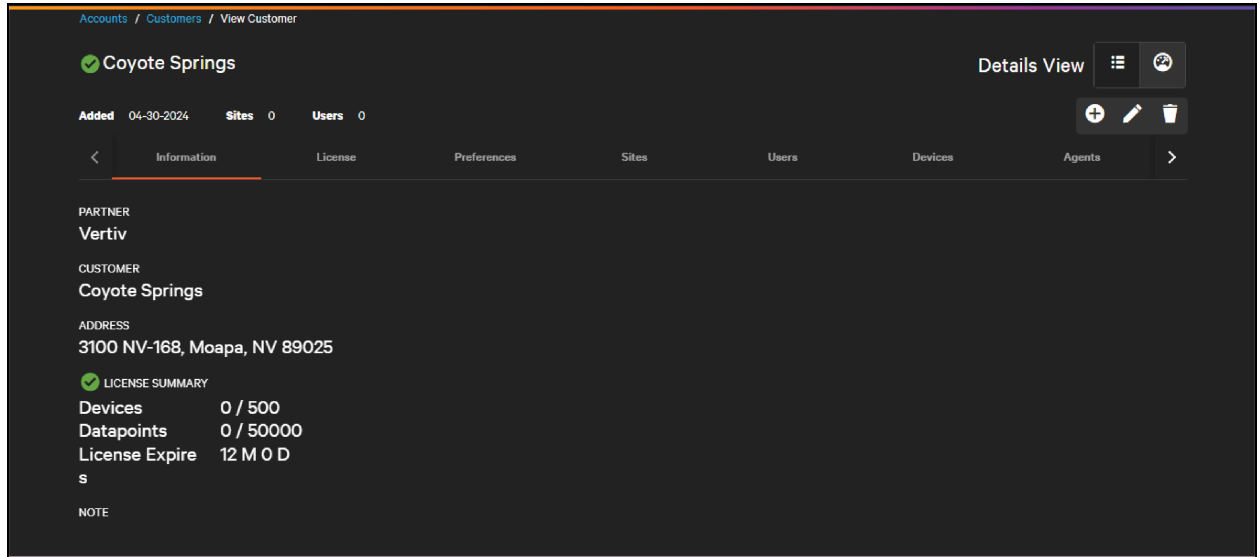 Accounts / Customers / View Customer
Coyote Springs
Details View
Added 04-30-2024 Sites 0 Users 0
Information License Preferences Sites Users Devices Agents
PARTNER
Vertiv
CUSTOMER
Coyote Springs
ADDRESS
3100 NV-168, Moapa, NV 89025
LICENSE SUMMARY
Devices 0 / 500
Datapoints 0 / 50000
License Expire 12 M 0 D
s
NOTE